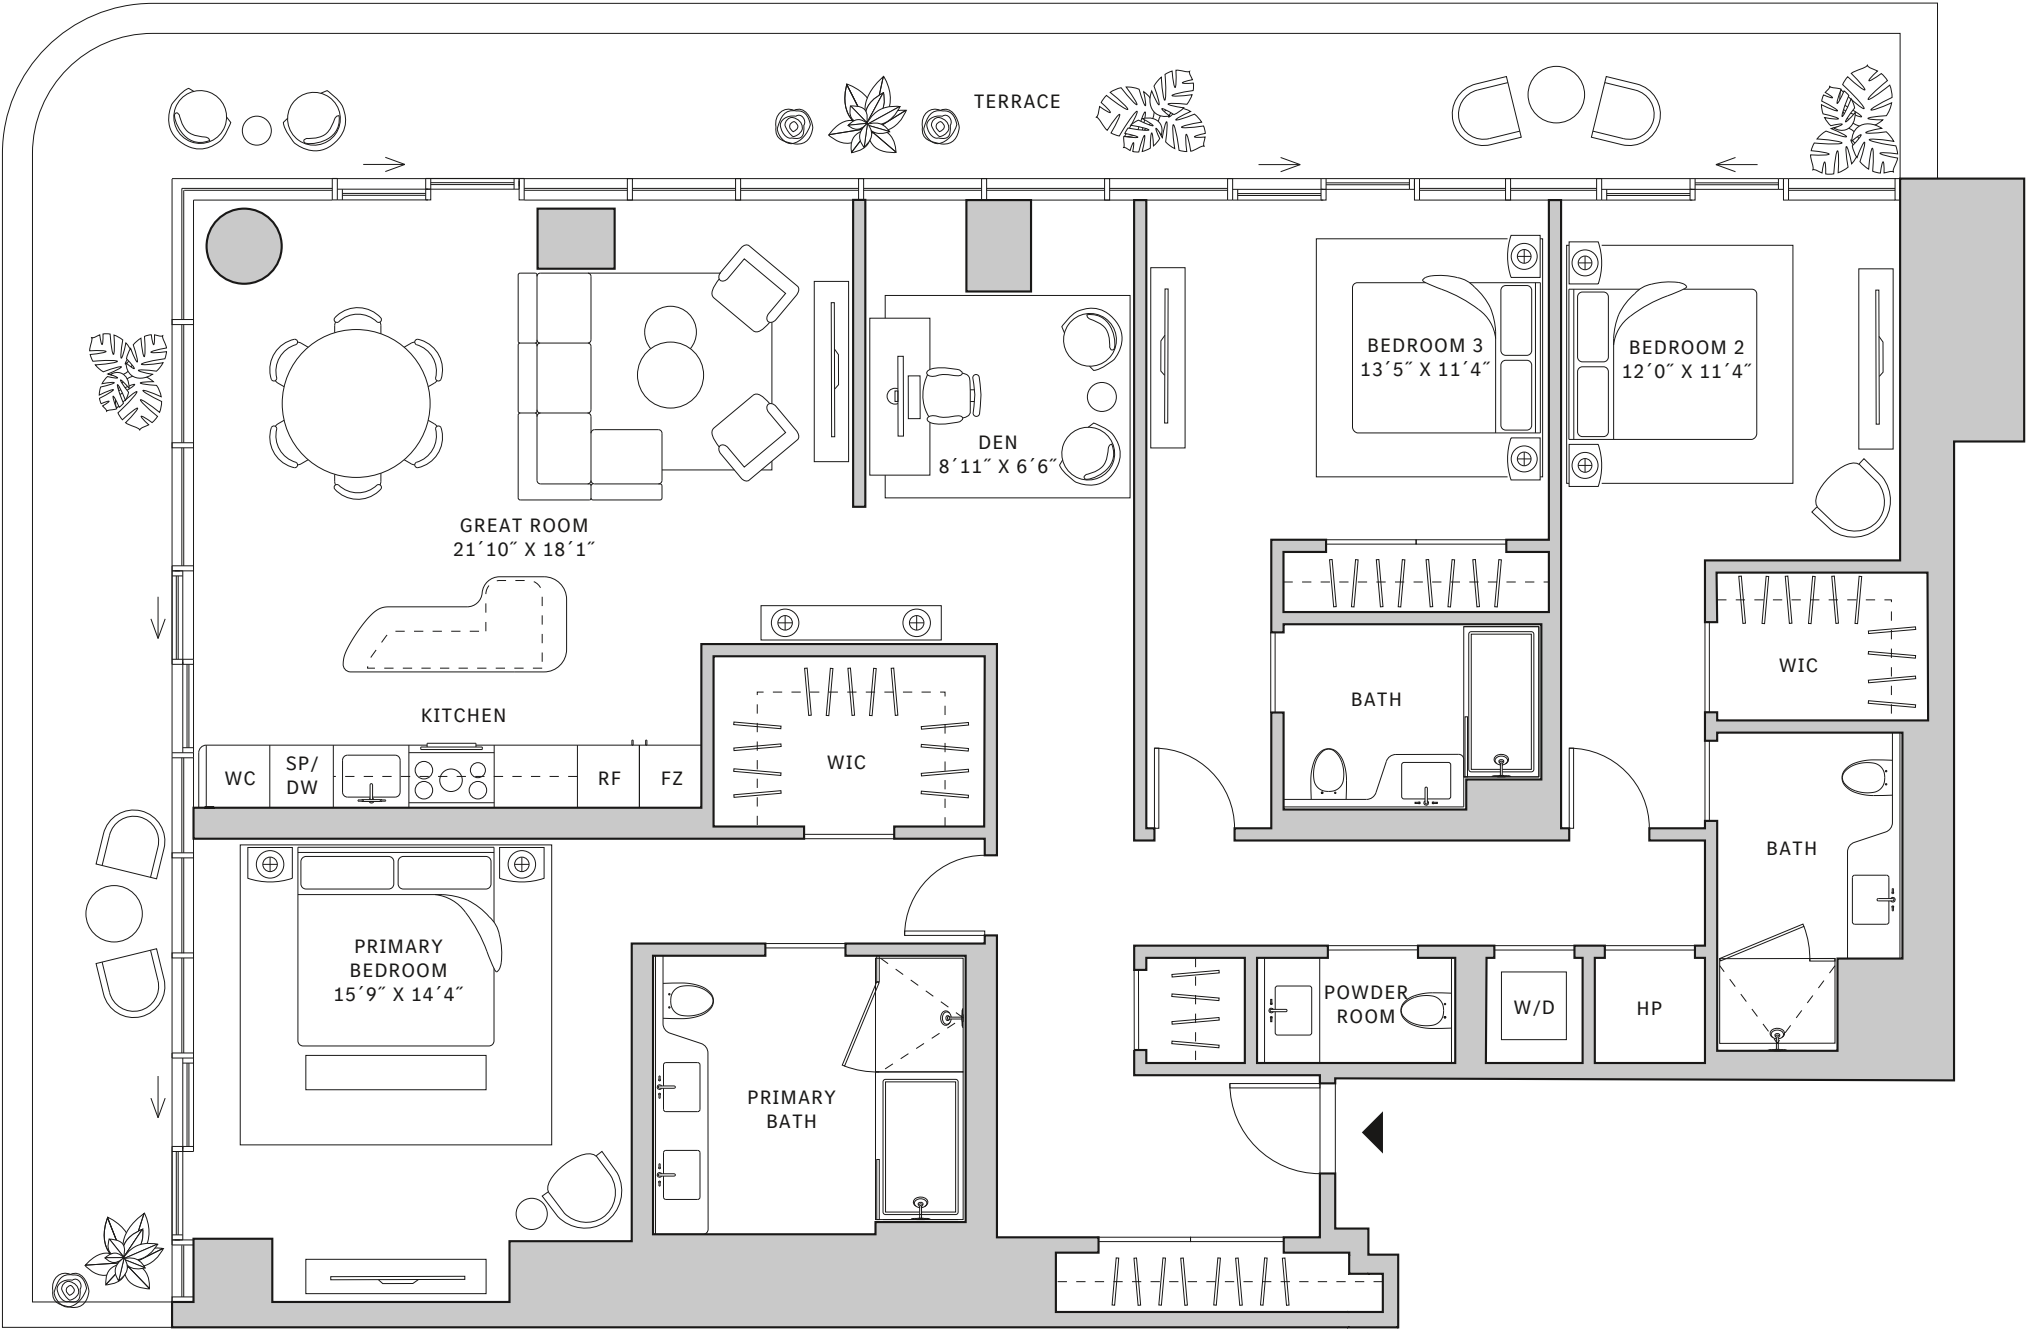 TERRACE
BEDROOM 3
13´5˝ X 11´4˝
BEDROOM 2
12´0˝ X 11´4˝
DEN
8´11˝ X 6´6˝
GREAT ROOM
21´10˝ X 18´1˝
KITCHEN
WC
SP/
DW
RF
FZ
WIC
BATH
WIC
BATH
PRIMARY
BEDROOM
15´9˝ X 14´4˝
PRIMARY
BATH
POWDER
ROOM
W/D
HP